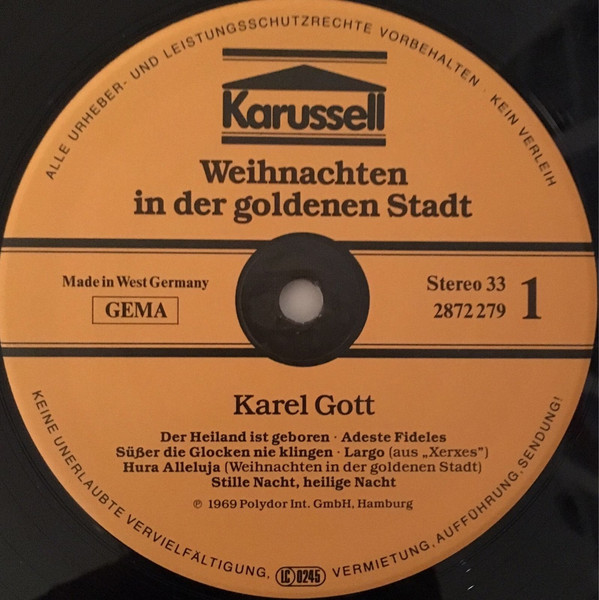 ALLE URHEBER- UND LEISTUNGSSCHUTZRECHTE VORBEHALTEN · KEIN VERLEIH
Karussell
Weihnachten
in der goldenen Stadt
Made in West Germany
GEMA
Stereo 33
2872 279
1
Karel Gott
Der Heiland ist geboren · Adeste Fideles
Süßer die Glocken nie klingen · Largo (aus „Xerxes”)
Hura Alleluja (Weihnachten in der goldenen Stadt)
Stille Nacht, heilige Nacht
℗ 1969 Polydor Int. GmbH, Hamburg
KEINE UNERLAUBTE VERVIELFÄLTIGUNG, LC 0245 VERMIETUNG, AUFFÜHRUNG, SENDUNG!